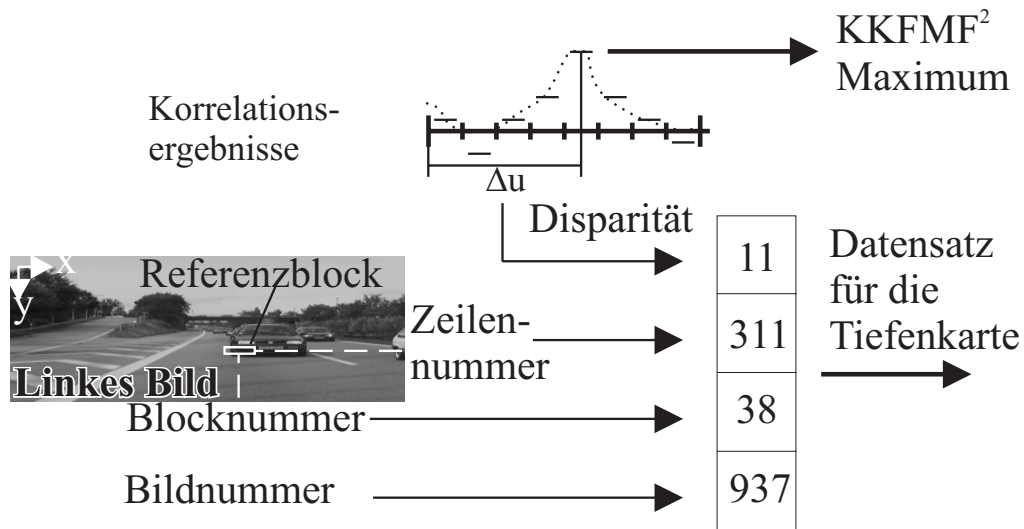 KKFMF²
Maximum
Korrelations-
ergebnisse
Δu
Disparität
11
Datensatz
für die
Tiefenkarte
x
y
Referenzblock
Linkes Bild
Zeilen-
nummer
311
Blocknummer
38
Bildnummer
937